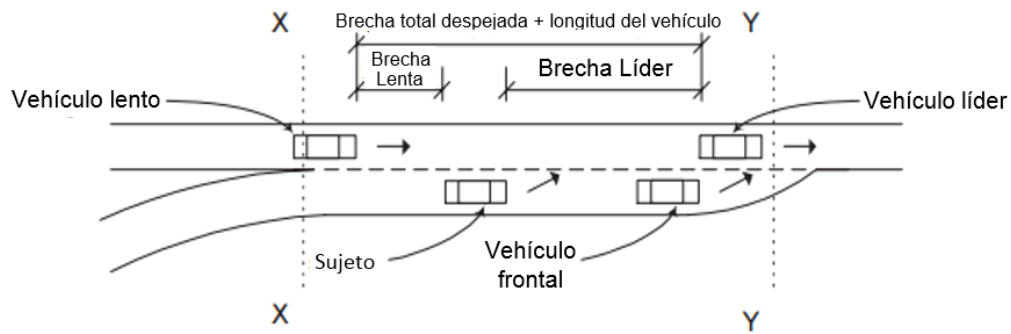 X
Brecha total despejada + longitud del vehículo
Y
Brecha
Lenta
Brecha Líder
Vehículo lento
Vehículo líder
Sujeto
Vehículo
frontal
X
Y